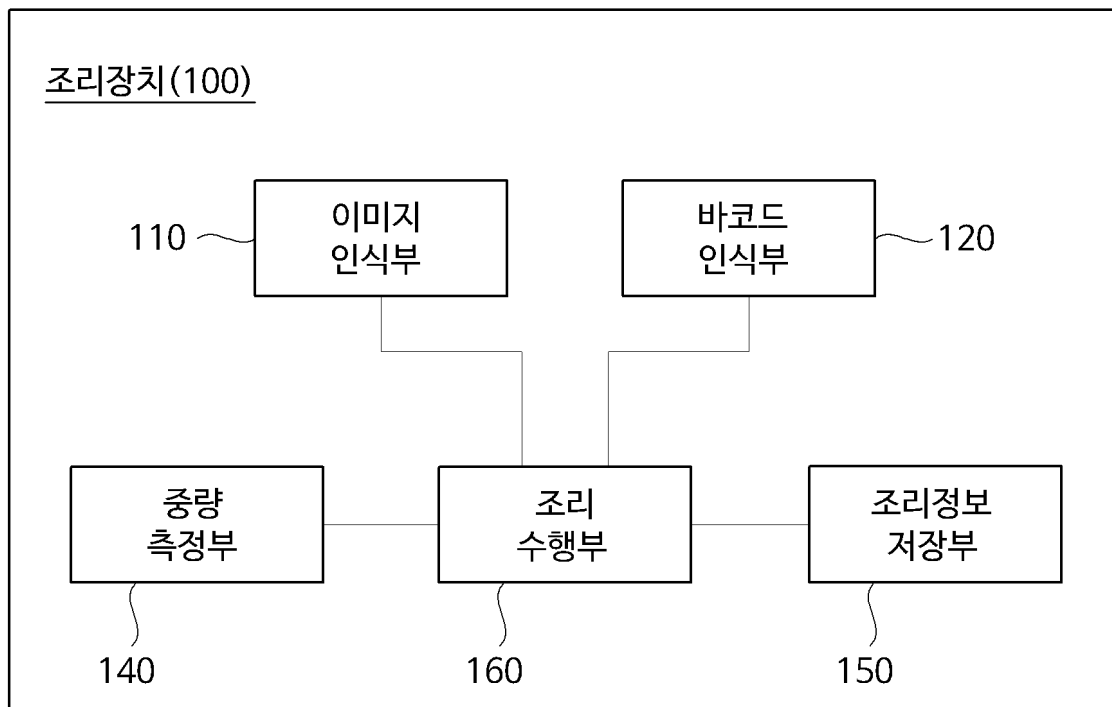 조리장치(100)
이미지
인식부
110
바코드
인식부
120
중량
측정부
140
조리
수행부
160
조리정보
저장부
150